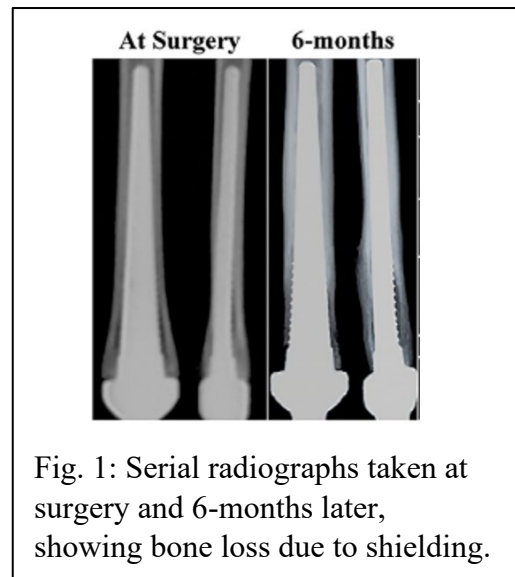 At Surgery 6-months
Fig. 1: Serial radiographs taken at
surgery and 6-months later,
showing bone loss due to shielding.